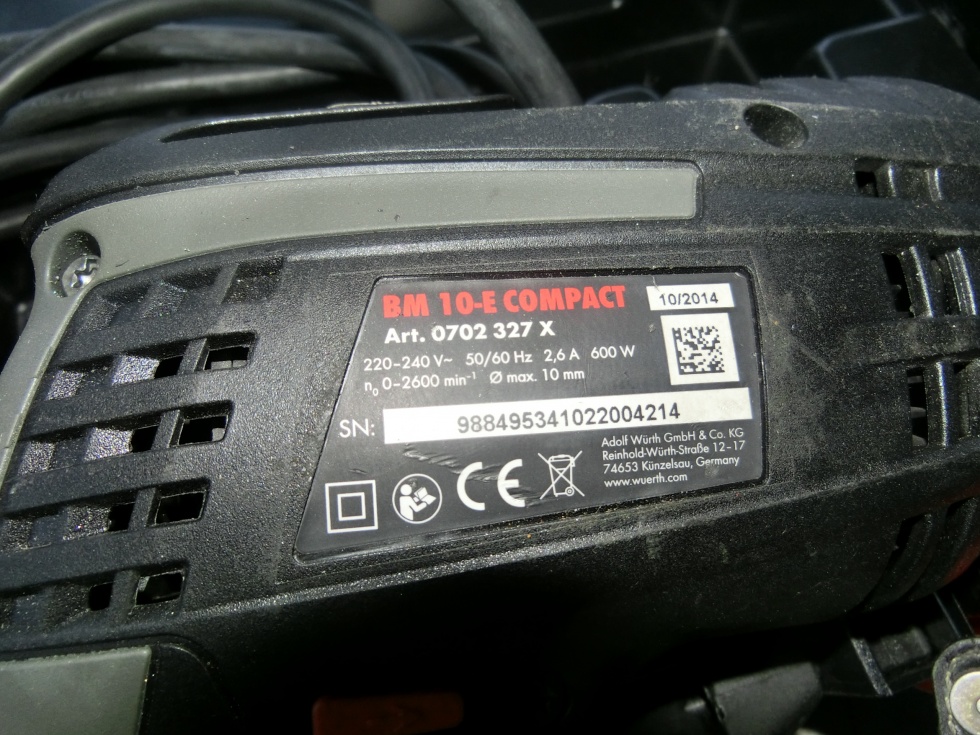 BM 10-E COMPACT
10/2014
Art. 0702 327 X
220–240 V~ 50/60 Hz 2,6 A 600 W
n₀ 0–2600 min⁻¹ Ø max. 10 mm
SN: 988495341022004214
Adolf Würth GmbH & Co. KG
Reinhold-Würth-Straße 12–17
74653 Künzelsau, Germany
www.wuerth.com
CE